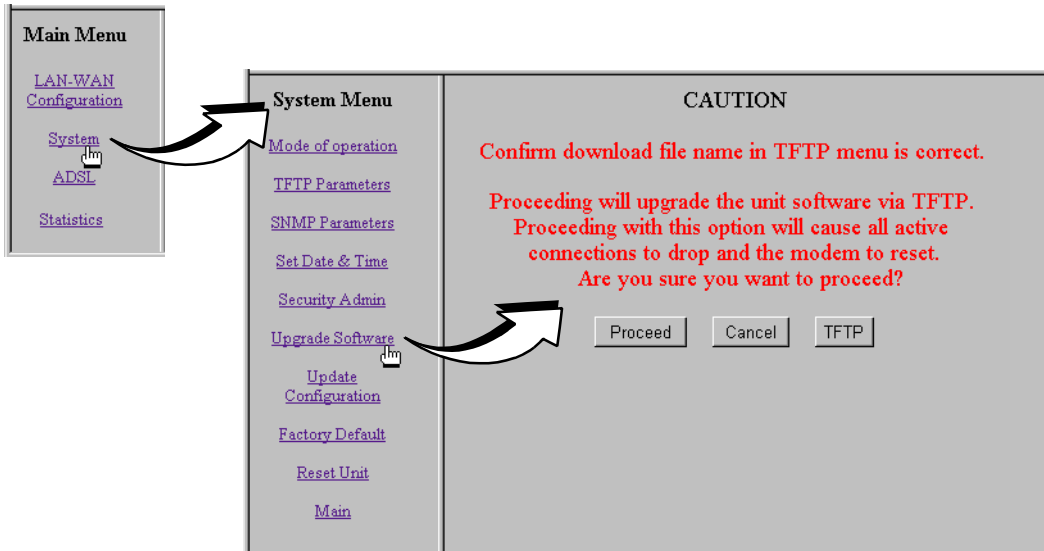 Main Menu
LAN-WAN
Configuration
System
ADSL
Statistics
System Menu
Mode of operation
TFTP Parameters
SNMP Parameters
Set Date & Time
Security Admin
Upgrade Software
Update
Configuration
Factory Default
Reset Unit
Main
CAUTION
Confirm download file name in TFTP menu is correct.
Proceeding will upgrade the unit software via TFTP.
Proceeding with this option will cause all active
connections to drop and the modem to reset.
Are you sure you want to proceed?
Proceed
Cancel
TFTP